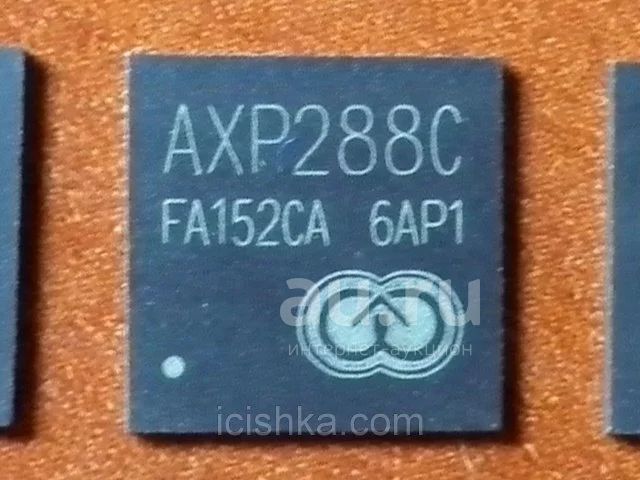 AXP288C
FA152CA 6AP1
au.ru
интернет-аукцион
icishka.com